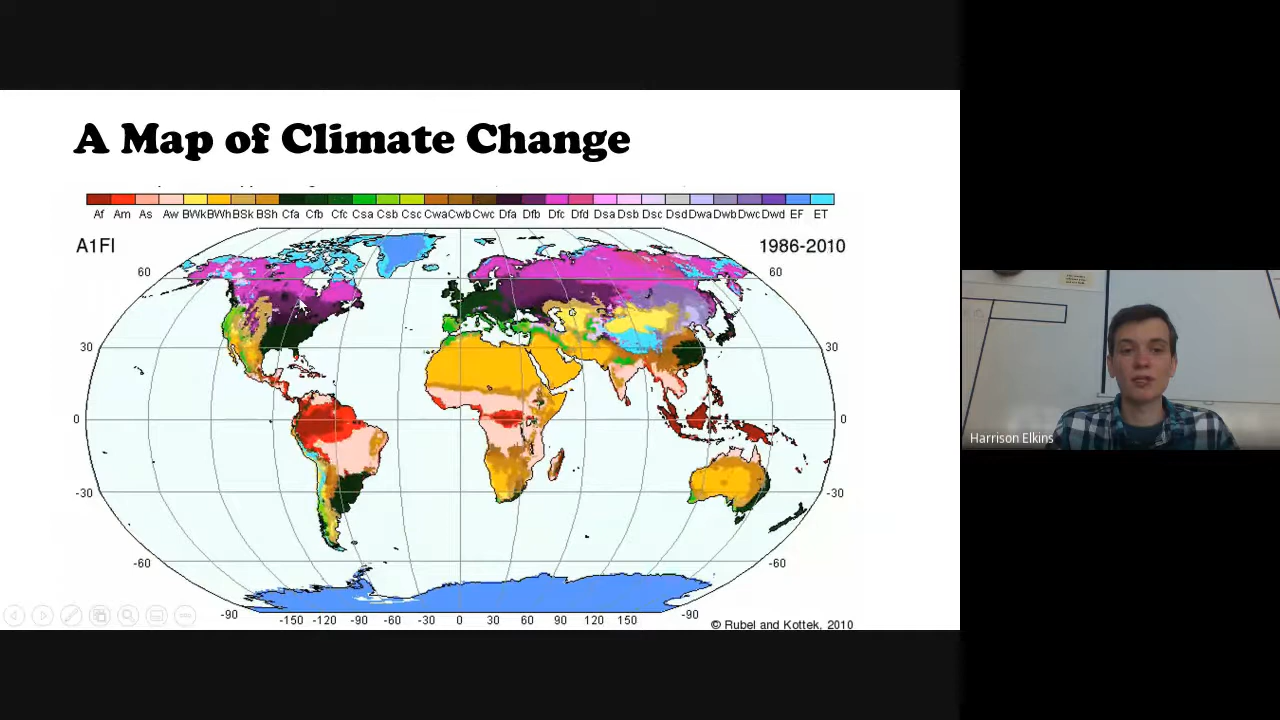 A Map of Climate Change
Af Am As Aw BWk BWh BSk BSh Cfa Cfb Cfc Csa Csb Csc Cwa Cwb Cwc Dfa Dfb Dfc Dfd Dsa Dsb Dsc Dsd Dwa Dwb Dwc Dwd EF ET
A1FI 1986-2010
60 60
30 30
0 0
-30 -30
Harrison Elkins
-60 -60
-90 -150 -120 -90 -60 -30 0 30 60 90 120 150 -90
© Rubel and Kottek, 2010